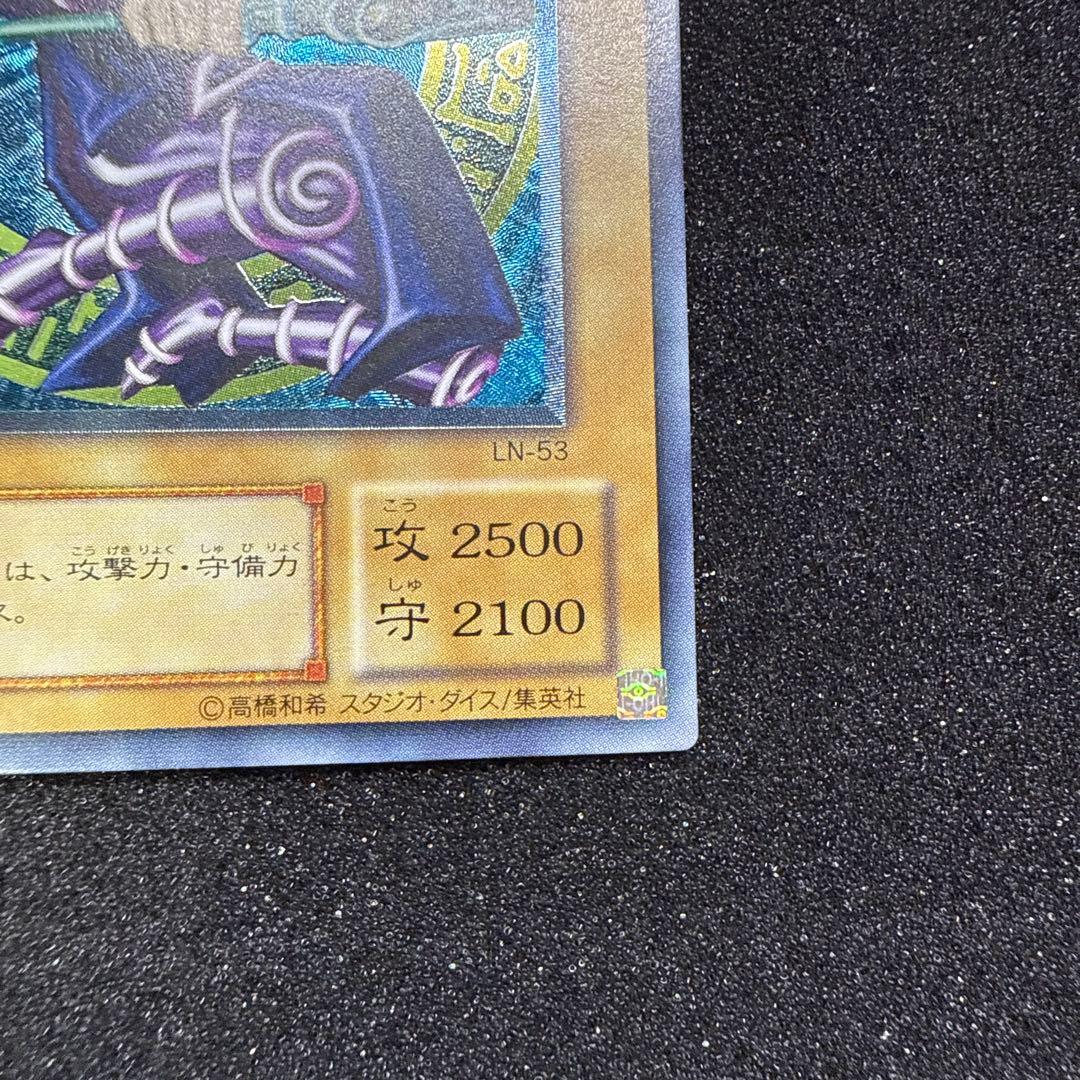 LN-53
は、攻撃力・守備力
こうげきりょく しゅびりょく
ス。
こう
攻 2500
しゅ
守 2100
©高橋和希 スタジオ・ダイス/集英社